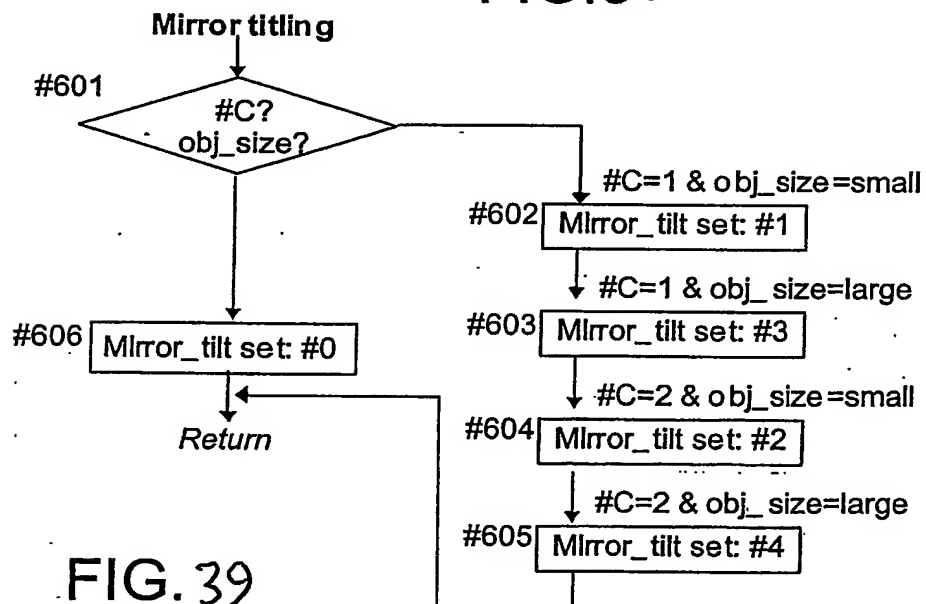 Mirror titling
#601
#C?
obj_size?
#C=1 & obj_size=small
#602
Mirror_tilt set: #1
#C=1 & obj_size=large
#603
Mirror_tilt set: #3
#606
Mirror_tilt set: #0
#C=2 & obj_size=small
#604
Mirror_tilt set: #2
Return
#C=2 & obj_size=large
#605
Mirror_tilt set: #4
FIG. 39